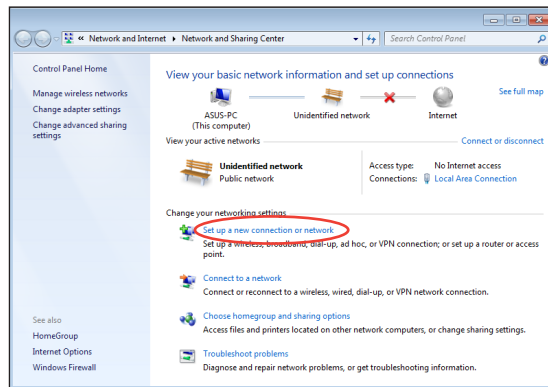 « Network and Internet ▸ Network and Sharing Center
Search Control Panel
Control Panel Home
Manage wireless networks
Change adapter settings
Change advanced sharing
settings
See also
HomeGroup
Internet Options
Windows Firewall
View your basic network information and set up connections
See full map
ASUS-PC
(This computer)
Unidentified network
Internet
View your active networks
Connect or disconnect
Unidentified network
Public network
Access type: No Internet access
Connections: Local Area Connection
Change your networking settings
Set up a new connection or network
Set up a wireless, broadband, dial-up, ad hoc, or VPN connection; or set up a router or access
point.
Connect to a network
Connect or reconnect to a wireless, wired, dial-up, or VPN network connection.
Choose homegroup and sharing options
Access files and printers located on other network computers, or change sharing settings.
Troubleshoot problems
Diagnose and repair network problems, or get troubleshooting information.